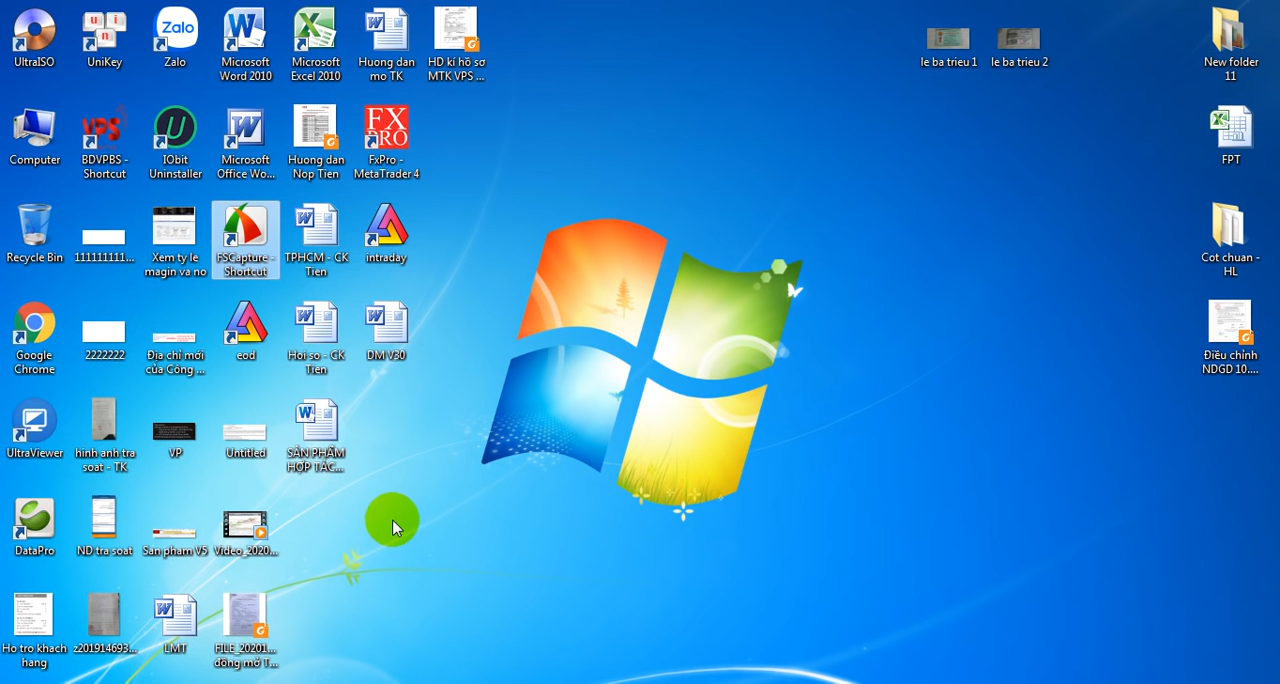 UltraISO
UniKey
Zalo
Microsoft
Word 2010
Microsoft
Excel 2010
Huong dan
mo TK
HD kí hồ sơ
MTK VPS ...
le ba trieu 1
le ba trieu 2
New folder
11
Computer
BDVPBS -
Shortcut
IObit
Uninstaller
Microsoft
Office Wo...
Huong dan
Nop Tien
FX
PRO
FxPro -
MetaTrader 4
FPT
Recycle Bin
111111111...
Xem ty le
magin va no
FSCapture -
Shortcut
TPHCM - CK
Tien
intraday
Cot chuan -
HL
Google
Chrome
2222222
Địa chỉ mới
của Công ...
eod
Hoi so - CK
Tien
DM V30
Điều chỉnh
NDGD 10....
UltraViewer
hinh anh tra
soat - TK
VP
Untitled
SẢN PHẨM
HỢP TÁC...
DataPro
ND tra soat
San pham V5
Video_2020...
Ho tro khach
hang
z201914693...
LMT
FILE_20201...
đóng mở T...